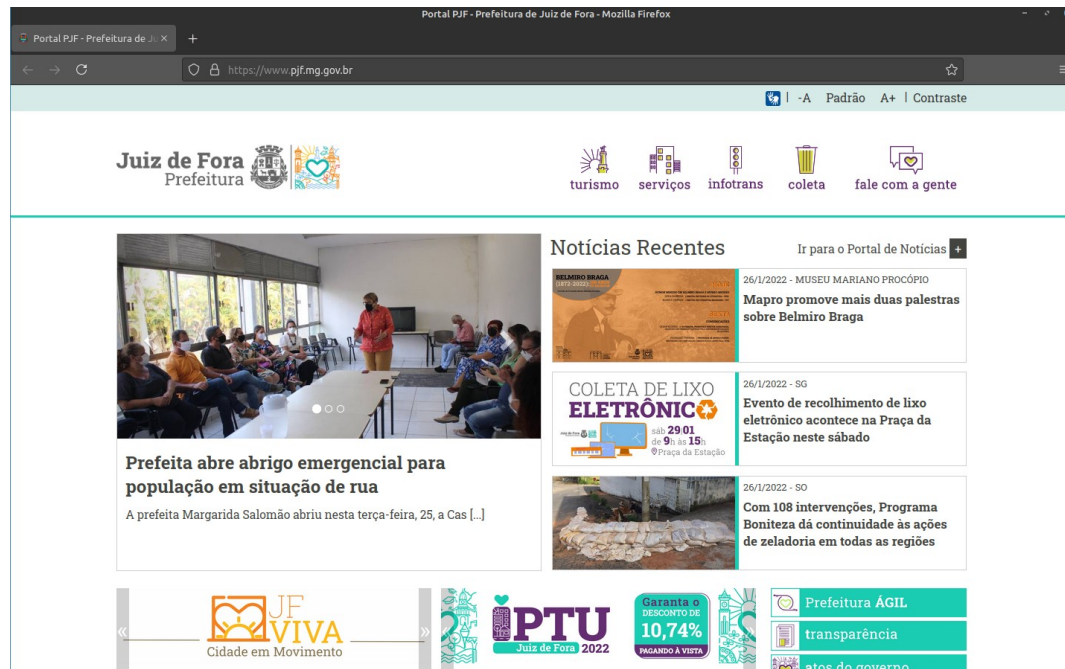 Portal PJF - Prefeitura de Juiz de Fora - Mozilla Firefox
Portal PJF - Prefeitura de Ju
https://www.pjf.mg.gov.br
-A Padrão A+ | Contraste
Juiz de Fora
Prefeitura
turismo serviços infotrans coleta fale com a gente
Notícias Recentes
Ir para o Portal de Notícias +
BELMIRO BRAGA
26/1/2022 - MUSEU MARIANO PROCÓPIO
Mapro promove mais duas palestras
sobre Belmiro Braga
COLETA DE LIXO
ELETRÔNICO
sáb 29|01
de 9h às 15h
Praça da Estação
26/1/2022 - SG
Evento de recolhimento de lixo
eletrônico acontece na Praça da
Estação neste sábado
26/1/2022 - SO
Com 108 intervenções, Programa
Boniteza dá continuidade às ações
de zeladoria em todas as regiões
Prefeita abre abrigo emergencial para
população em situação de rua
A prefeita Margarida Salomão abriu nesta terça-feira, 25, a Cas [...]
JF
VIVA
Cidade em Movimento
IPTU
Juiz de Fora 2022
Garanta o
DESCONTO DE
10,74%
PAGANDO À VISTA
Prefeitura ÁGIL
transparência
atos do governo